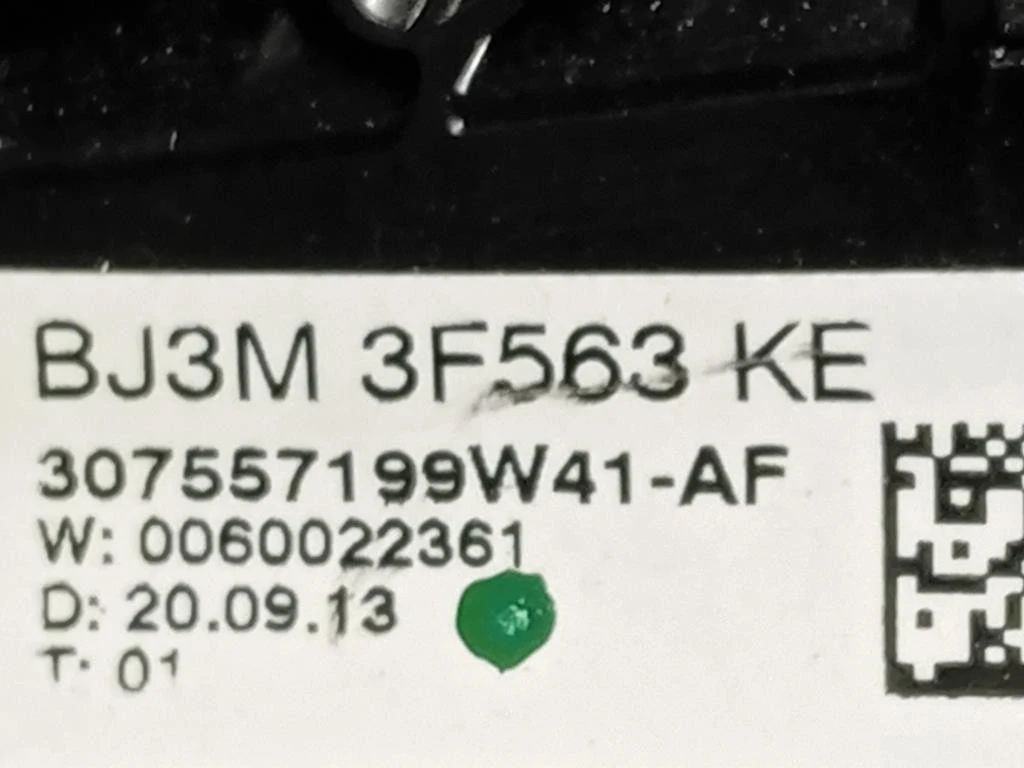 BJ3M 3F563 KE
307557199W41-AF
W: 0060022361
D: 20.09.13
T: 01